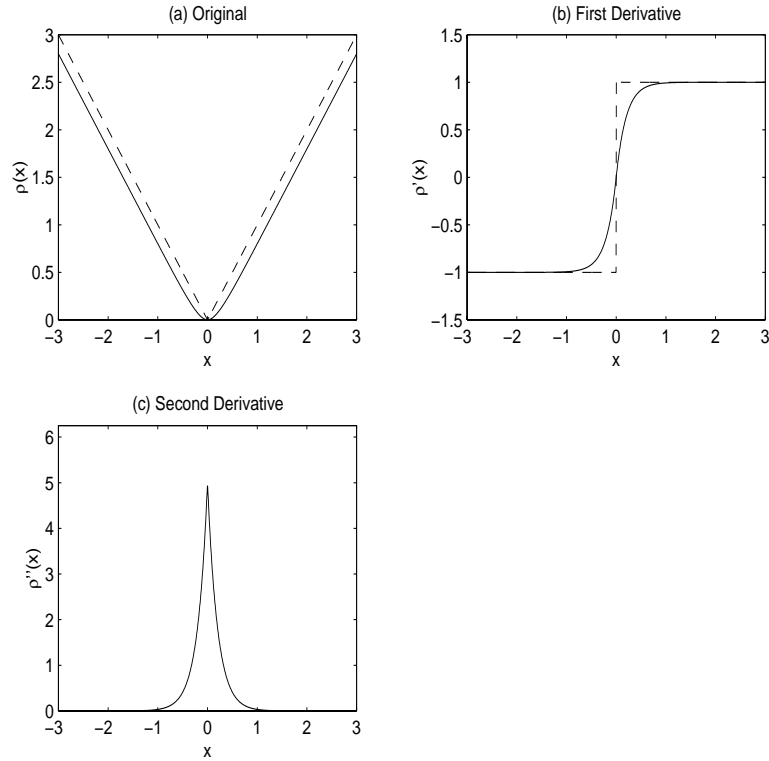 (a) Original
3
2.5
2
1.5
1
0.5
0
ρ(x)
−3 −2 −1 0 1 2 3
x
(b) First Derivative
1.5
1
0.5
0
−0.5
−1
−1.5
ρ'(x)
−3 −2 −1 0 1 2 3
x
(c) Second Derivative
6
5
4
3
2
1
0
ρ''(x)
−3 −2 −1 0 1 2 3
x